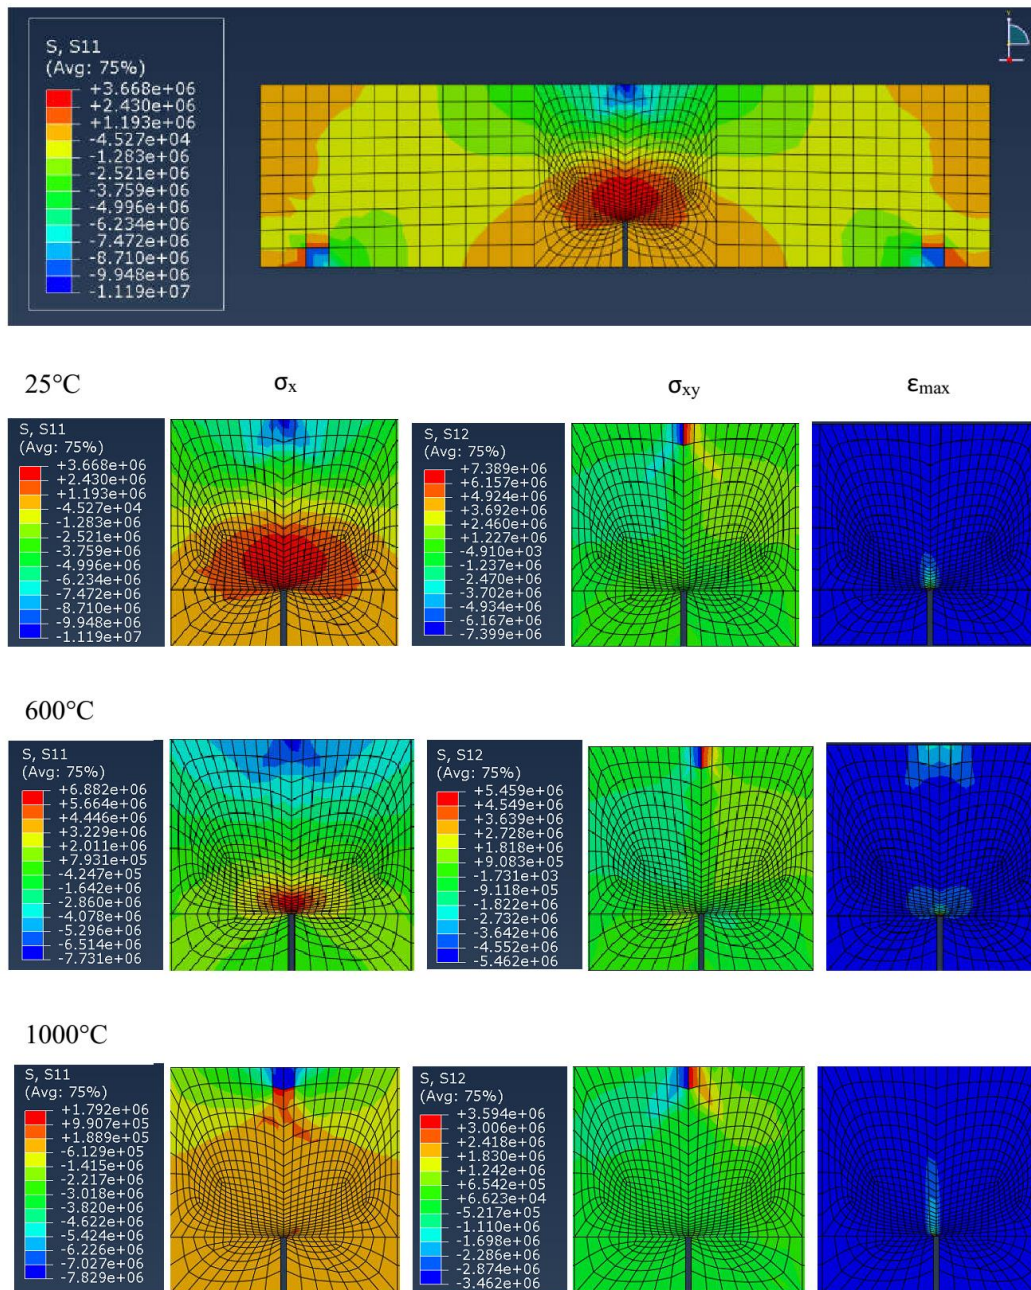 S, S11
(Avg: 75%)
+3.668e+06
+2.430e+06
+1.193e+06
-4.527e+04
-1.283e+06
-2.521e+06
-3.759e+06
-4.996e+06
-6.234e+06
-7.472e+06
-8.710e+06
-9.948e+06
-1.119e+07
25°C
σx
σxy
εmax
S, S11
(Avg: 75%)
+3.668e+06
+2.430e+06
+1.193e+06
-4.527e+04
-1.283e+06
-2.521e+06
-3.759e+06
-4.996e+06
-6.234e+06
-7.472e+06
-8.710e+06
-9.948e+06
-1.119e+07
S, S12
(Avg: 75%)
+7.389e+06
+6.157e+06
+4.924e+06
+3.692e+06
+2.460e+06
+1.227e+06
-4.910e+03
-1.237e+06
-2.470e+06
-3.702e+06
-4.934e+06
-6.167e+06
-7.399e+06
600°C
S, S11
(Avg: 75%)
+6.882e+06
+5.664e+06
+4.446e+06
+3.229e+06
+2.011e+06
+7.931e+05
-4.247e+05
-1.642e+06
-2.860e+06
-4.078e+06
-5.296e+06
-6.514e+06
-7.731e+06
S, S12
(Avg: 75%)
+5.459e+06
+4.549e+06
+3.639e+06
+2.728e+06
+1.818e+06
+9.083e+05
-1.731e+03
-9.118e+05
-1.822e+06
-2.732e+06
-3.642e+06
-4.552e+06
-5.462e+06
1000°C
S, S11
(Avg: 75%)
+1.792e+06
+9.907e+05
+1.889e+05
-6.129e+05
-1.415e+06
-2.217e+06
-3.018e+06
-3.820e+06
-4.622e+06
-5.424e+06
-6.226e+06
-7.027e+06
-7.829e+06
S, S12
(Avg: 75%)
+3.594e+06
+3.006e+06
+2.418e+06
+1.830e+06
+1.242e+06
+6.542e+05
+6.623e+04
-5.217e+05
-1.110e+06
-1.698e+06
-2.286e+06
-2.874e+06
-3.462e+06